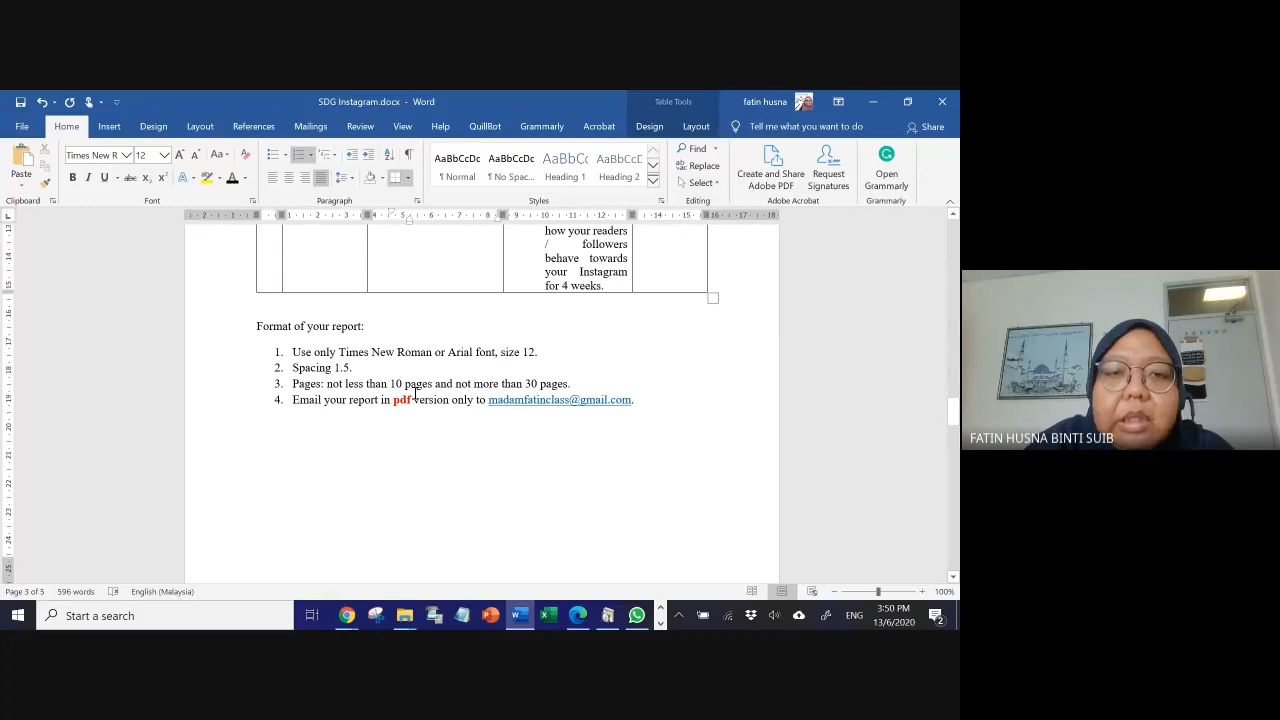 SDG Instagram.docx - Word
Table Tools
fatin husna
File Home Insert Design Layout References Mailings Review View Help QuillBot Grammarly Acrobat Design Layout Tell me what you want to do Share
Paste
Times New R 12
AaBbCcDc AaBbCcDc AaBbCc AaBbCcD
¶ Normal ¶ No Spac... Heading 1 Heading 2
Find
Replace
Select
Create and Share
Adobe PDF
Request
Signatures
Open
Grammarly
Clipboard Font Paragraph Styles Editing Adobe Acrobat Grammarly
how your readers
/ followers
behave towards
your Instagram
for 4 weeks.
Format of your report:
1. Use only Times New Roman or Arial font, size 12.
2. Spacing 1.5.
3. Pages: not less than 10 pages and not more than 30 pages.
4. Email your report in pdf version only to madamfatinclass@gmail.com.
FATIN HUSNA BINTI SUIB
Page 3 of 5 596 words English (Malaysia) 100%
Start a search
ENG
3:50 PM
13/6/2020
2